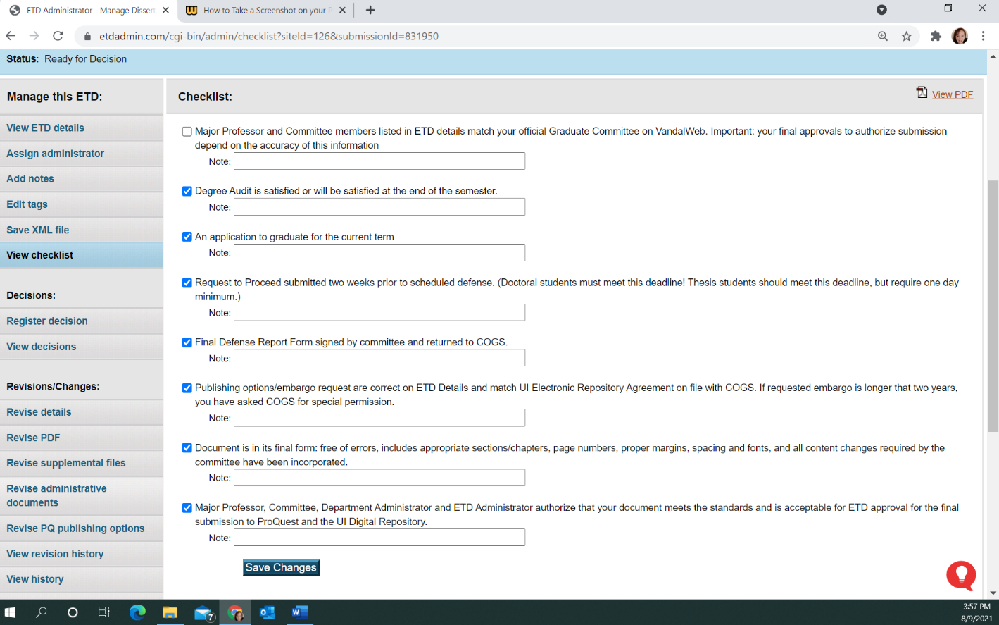 ETD Administrator - Manage Dissert
How to Take a Screenshot on your P
etdadmin.com/cgi-bin/admin/checklist?siteId=126&submissionId=831950
Status: Ready for Decision
Manage this ETD:
View ETD details
Assign administrator
Add notes
Edit tags
Save XML file
View checklist
Decisions:
Register decision
View decisions
Revisions/Changes:
Revise details
Revise PDF
Revise supplemental files
Revise administrative
documents
Revise PQ publishing options
View revision history
View history
Checklist:
View PDF
Major Professor and Committee members listed in ETD details match your official Graduate Committee on VandalWeb. Important: your final approvals to authorize submission
depend on the accuracy of this information
Note:
Degree Audit is satisfied or will be satisfied at the end of the semester.
Note:
An application to graduate for the current term
Note:
Request to Proceed submitted two weeks prior to scheduled defense. (Doctoral students must meet this deadline! Thesis students should meet this deadline, but require one day
minimum.)
Note:
Final Defense Report Form signed by committee and returned to COGS.
Note:
Publishing options/embargo request are correct on ETD Details and match UI Electronic Repository Agreement on file with COGS. If requested embargo is longer that two years,
you have asked COGS for special permission.
Note:
Document is in its final form: free of errors, includes appropriate sections/chapters, page numbers, proper margins, spacing and fonts, and all content changes required by the
committee have been incorporated.
Note:
Major Professor, Committee, Department Administrator and ETD Administrator authorize that your document meets the standards and is acceptable for ETD approval for the final
submission to ProQuest and the UI Digital Repository.
Note:
Save Changes
7
3:57 PM
8/9/2021